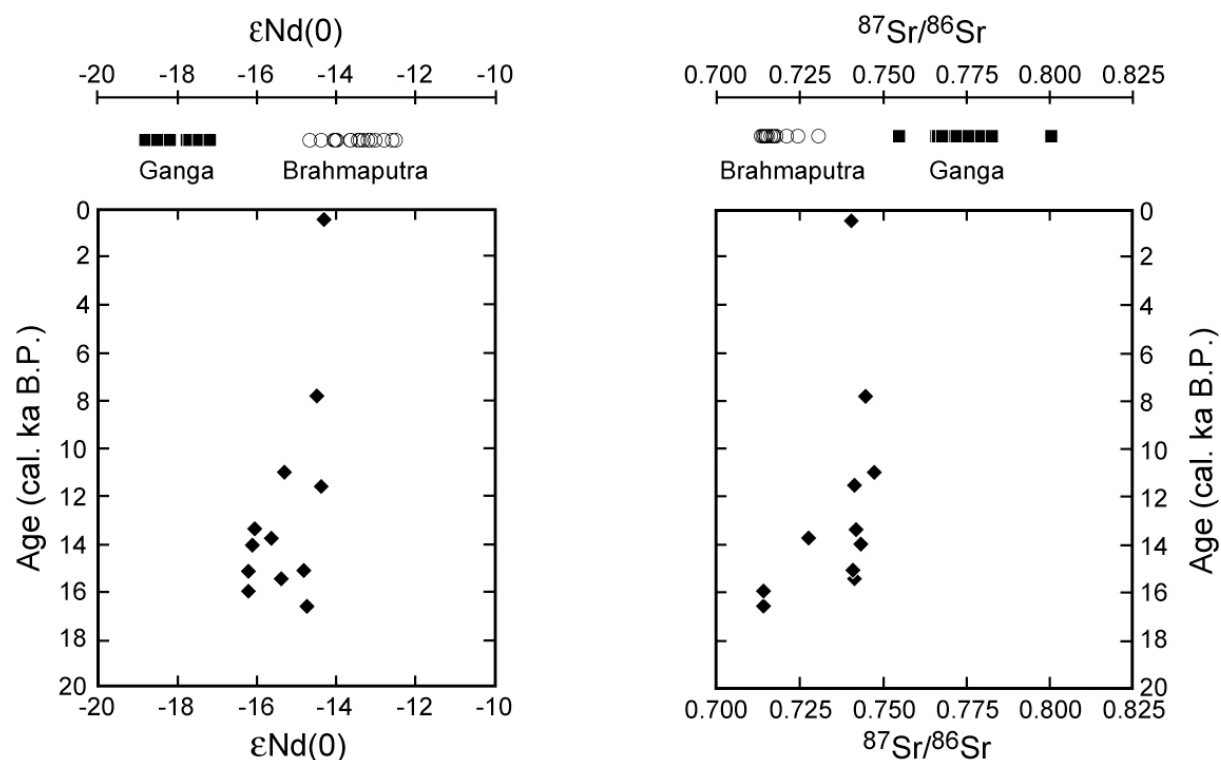 εNd(0)
-20 -18 -16 -14 -12 -10
Ganga Brahmaputra
0
2
4
6
8
10
12
14
16
18
20
Age (cal. ka B.P.)
-20 -18 -16 -14 -12 -10
εNd(0)
87Sr/86Sr
0.700 0.725 0.750 0.775 0.800 0.825
Brahmaputra Ganga
0
2
4
6
8
10
12
14
16
18
20
Age (cal. ka B.P.)
0.700 0.725 0.750 0.775 0.800 0.825
87Sr/86Sr